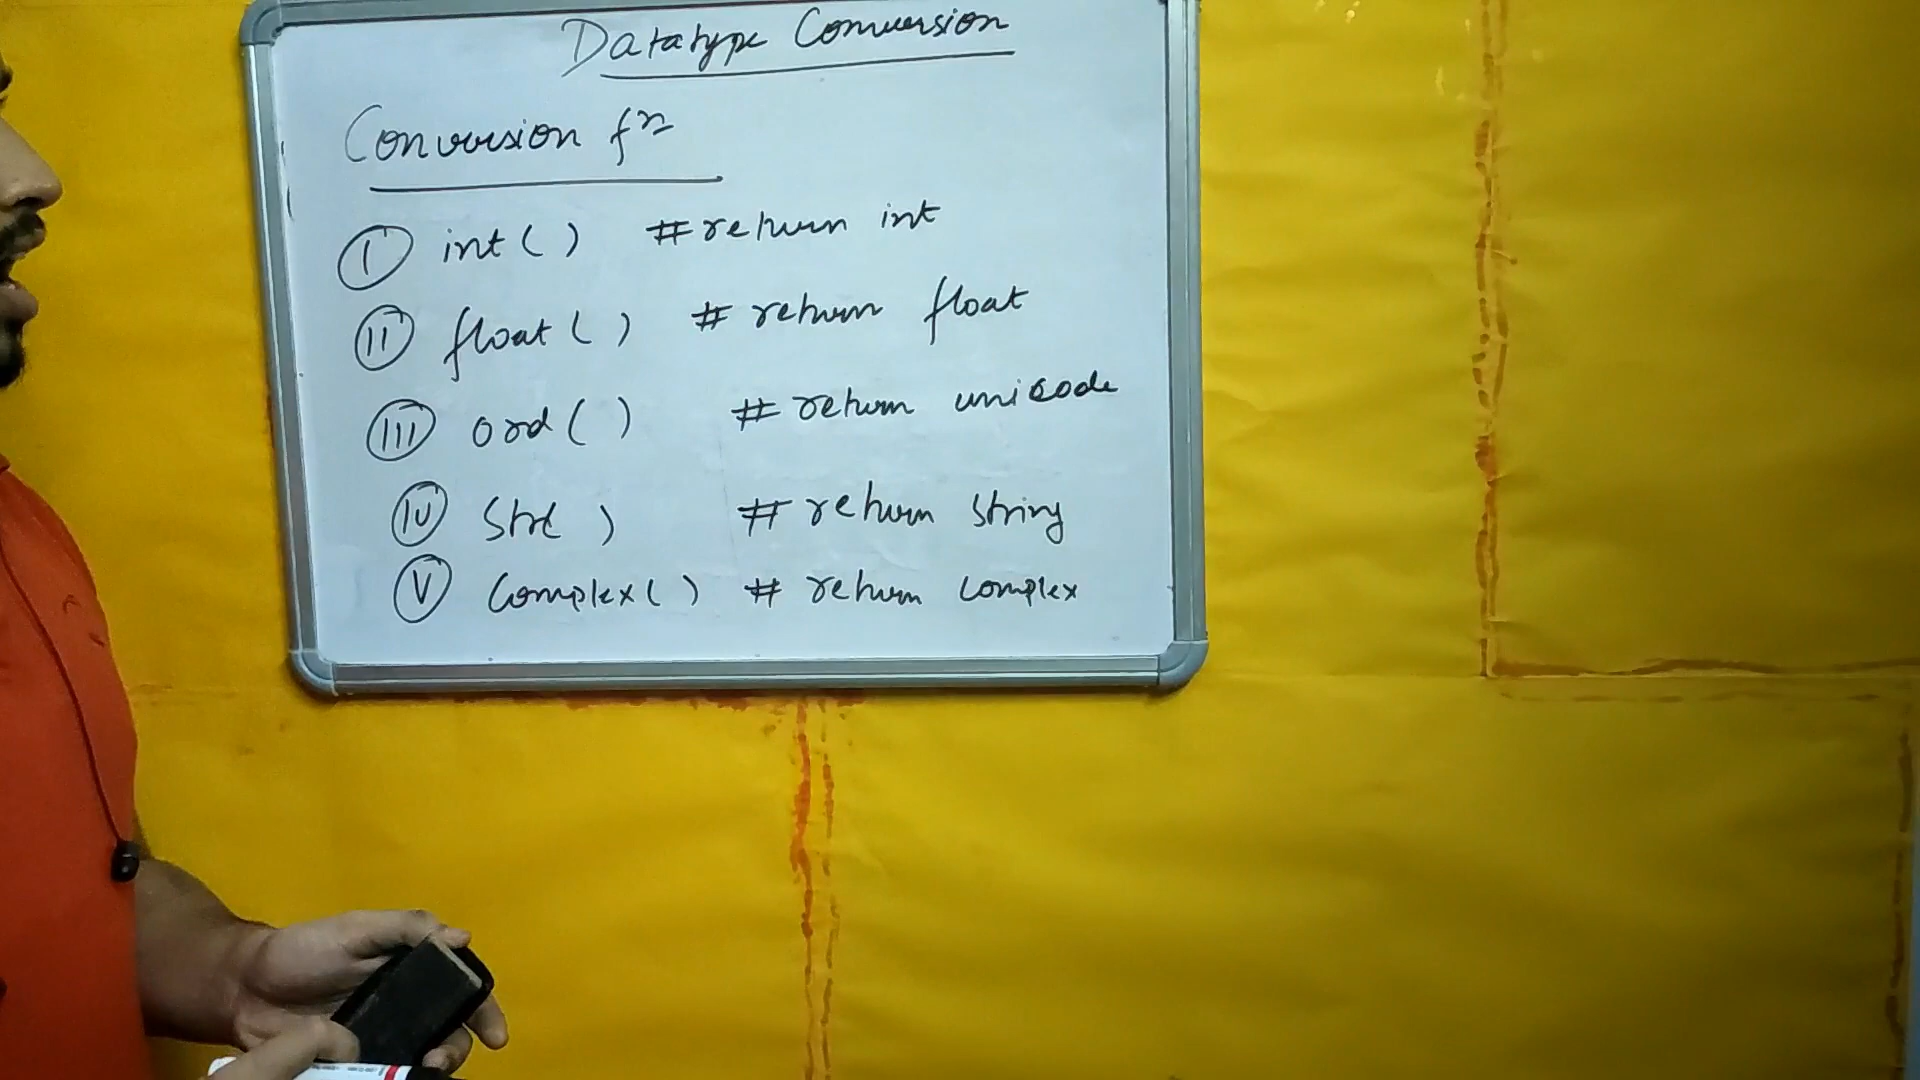 Datatype Conversion
Conversion fn
I int() #return int
II float() # return float
III ord() # return unicode
IV Str() # return string
V Complex() # return complex